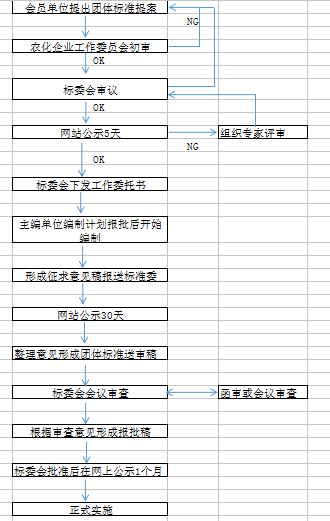 会员单位提出团体标准提案
NG
农化企业工作委员会初审
OK
标委会审议
OK
网站公示5天
组织专家评审
NG
OK
标委会下发工作委托书
主编单位编制计划报批后开始
编制
形成征求意见稿报送标准委
网站公示30天
整理意见形成团体标准送审稿
标委会会议审查
函审或会议审查
根据审查意见形成报批稿
标委会批准后在网上公示1个月
正式实施